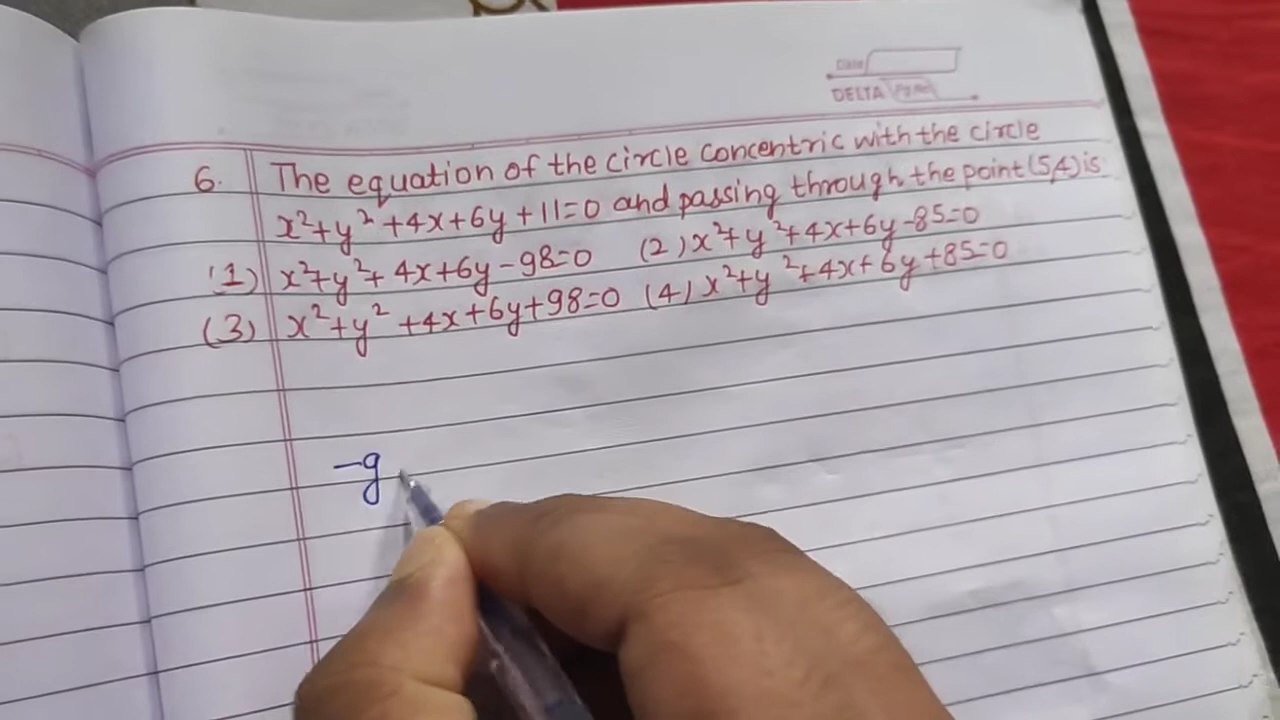 Date
DELTA Page
6. The equation of the circle concentric with the circle
x²+y²+4x+6y+11=0 and passing through the point (5,4) is
(1) x²+y²+4x+6y-98=0 (2) x²+y²+4x+6y-85=0
(3) x²+y²+4x+6y+98=0 (4) x²+y²+4x+6y+85=0
-g